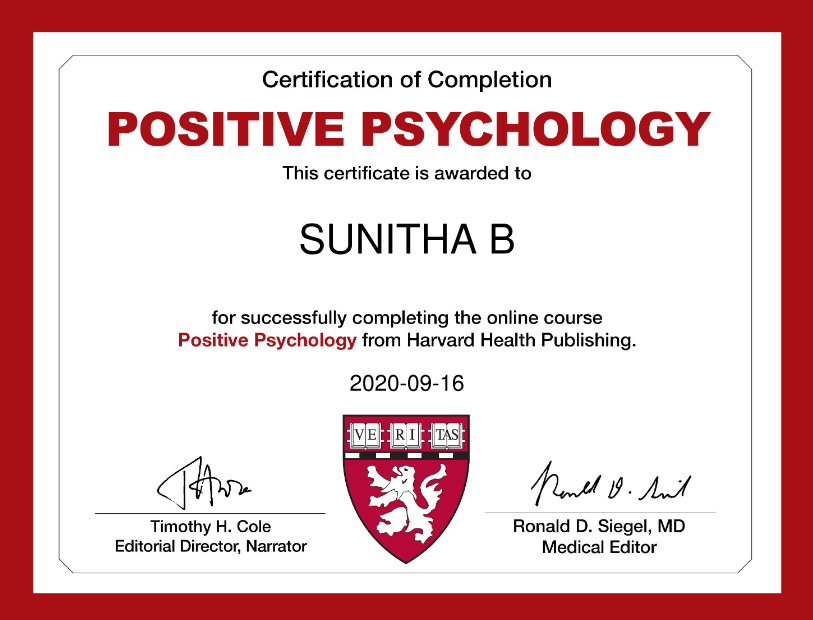 Certification of Completion
POSITIVE PSYCHOLOGY
This certificate is awarded to
SUNITHA B
for successfully completing the online course
Positive Psychology from Harvard Health Publishing.
2020-09-16
VE RI TAS
Timothy H. Cole
Editorial Director, Narrator
Ronald D. Siegel, MD
Medical Editor